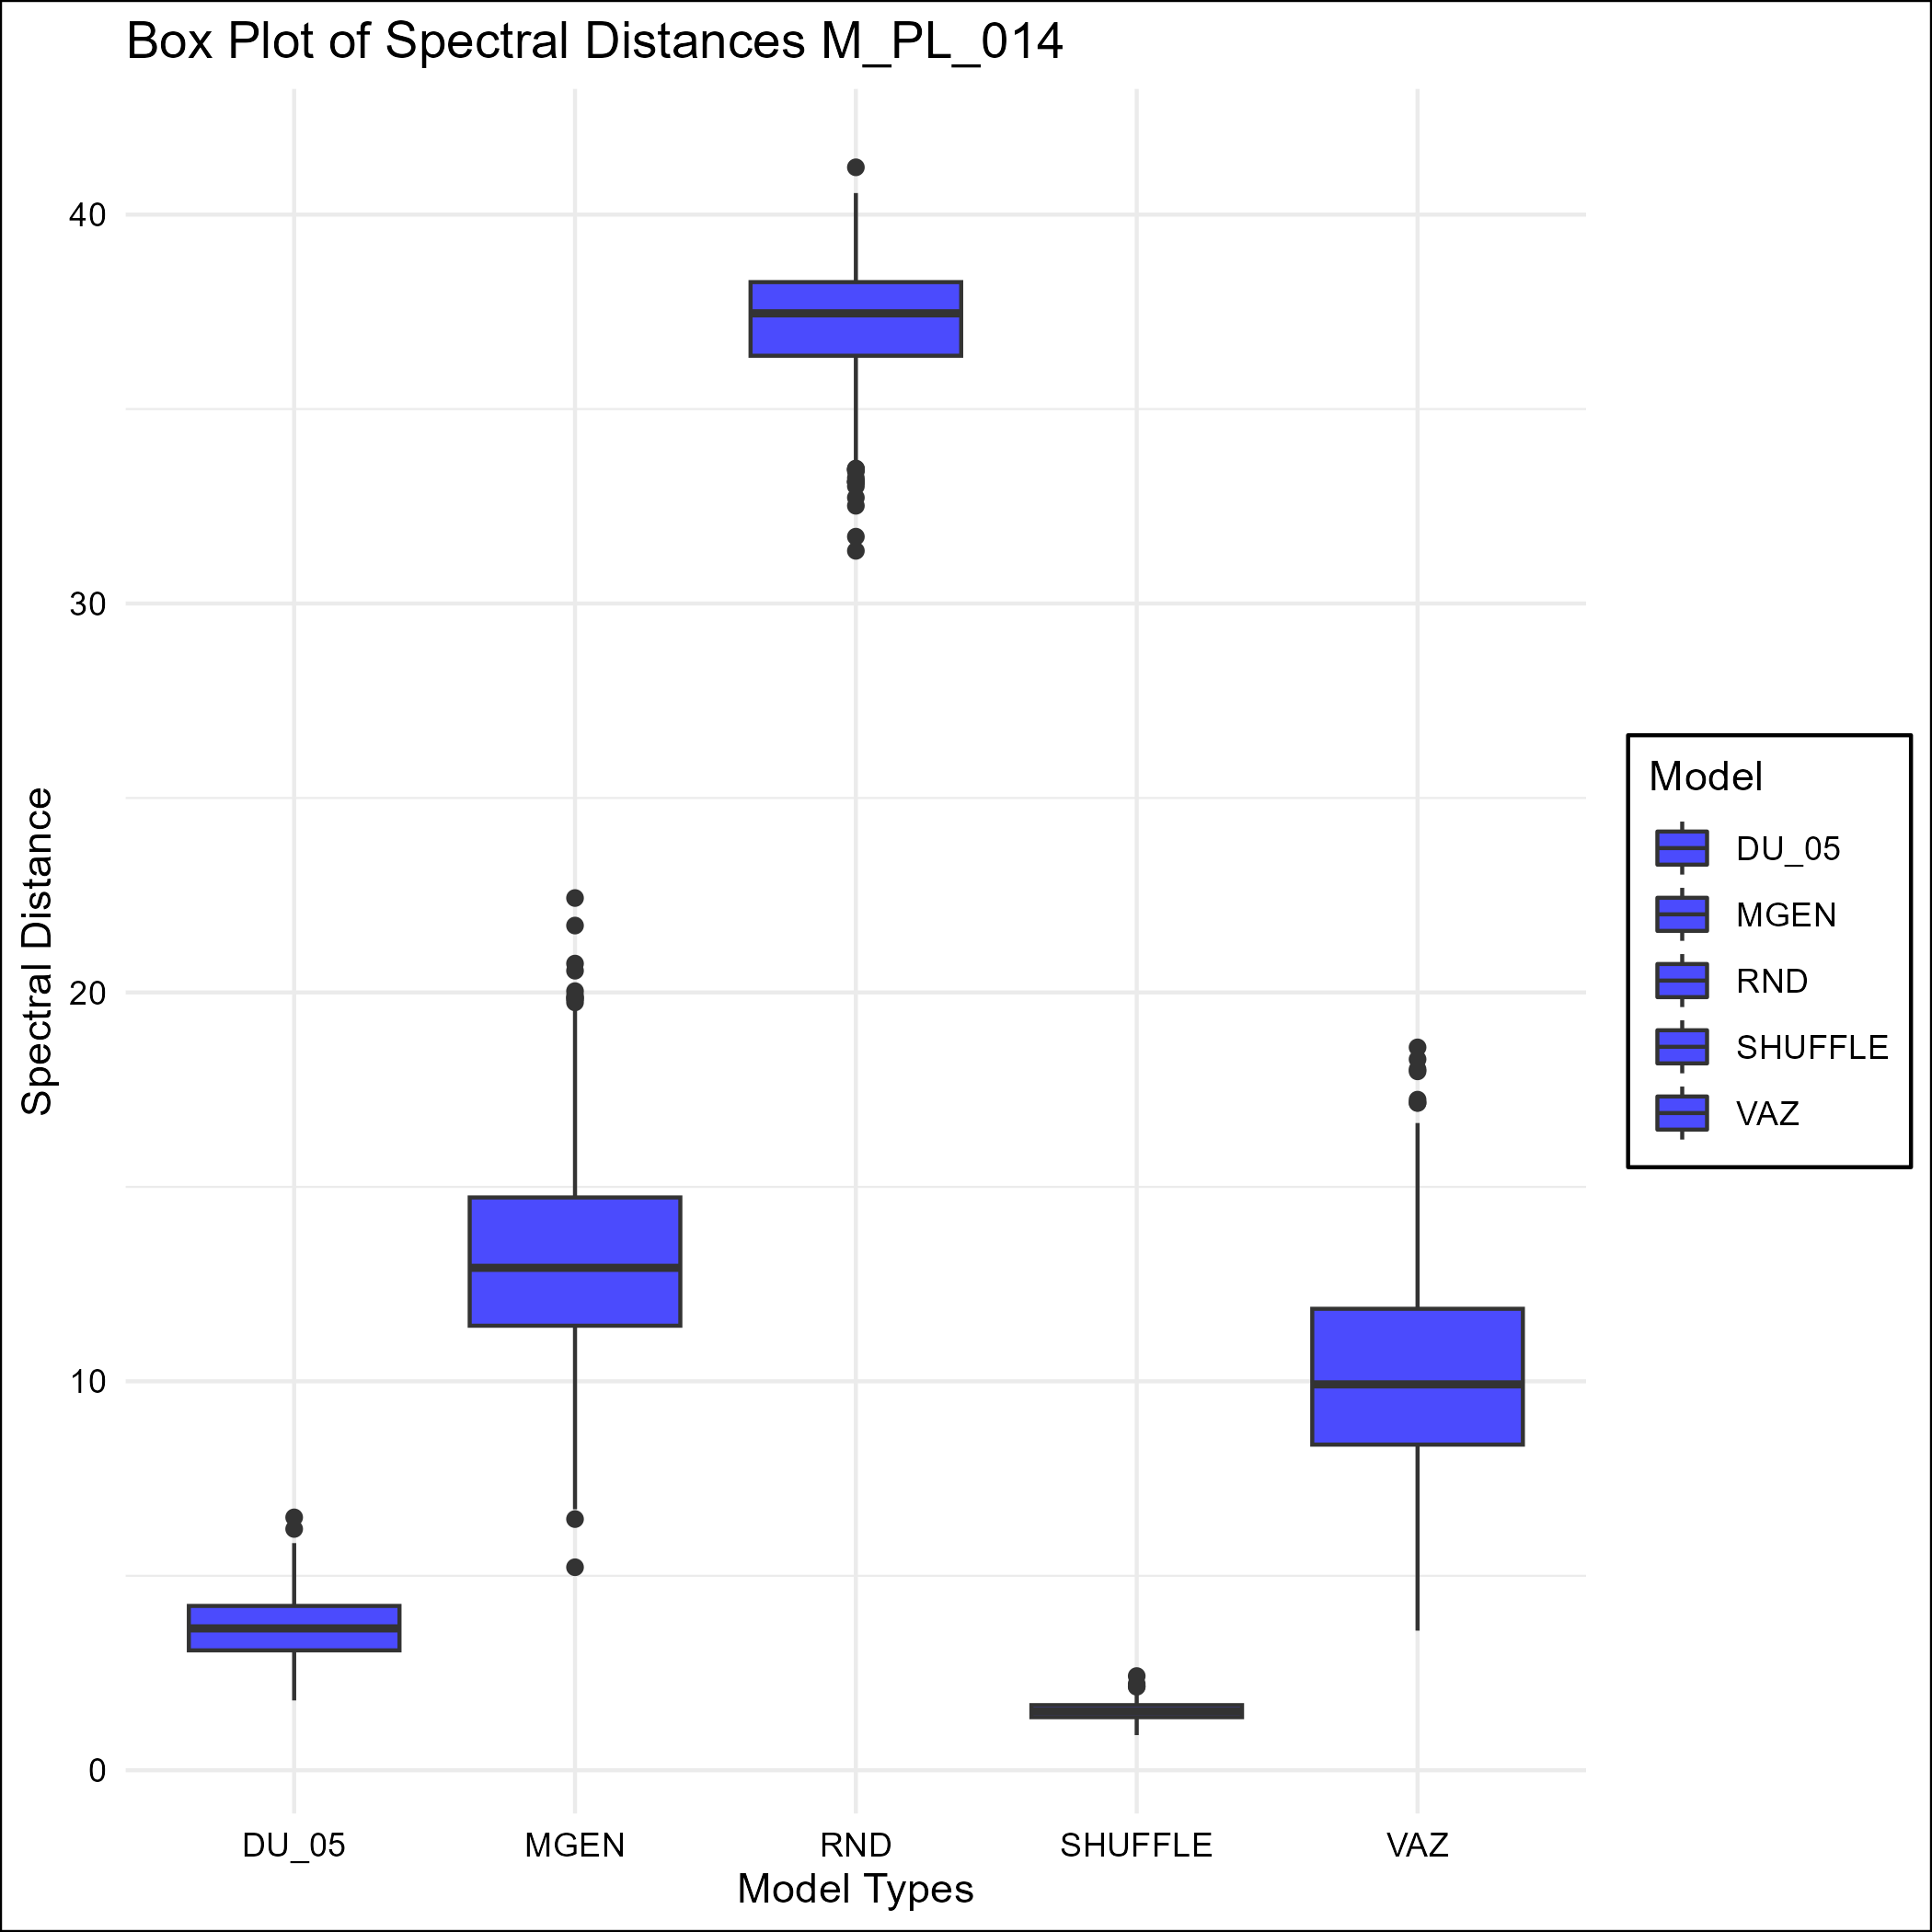 Box Plot of Spectral Distances M_PL_014
40
30
20
10
0
Spectral Distance
DU_05
MGEN
RND
SHUFFLE
VAZ
Model Types
Model
DU_05
MGEN
RND
SHUFFLE
VAZ